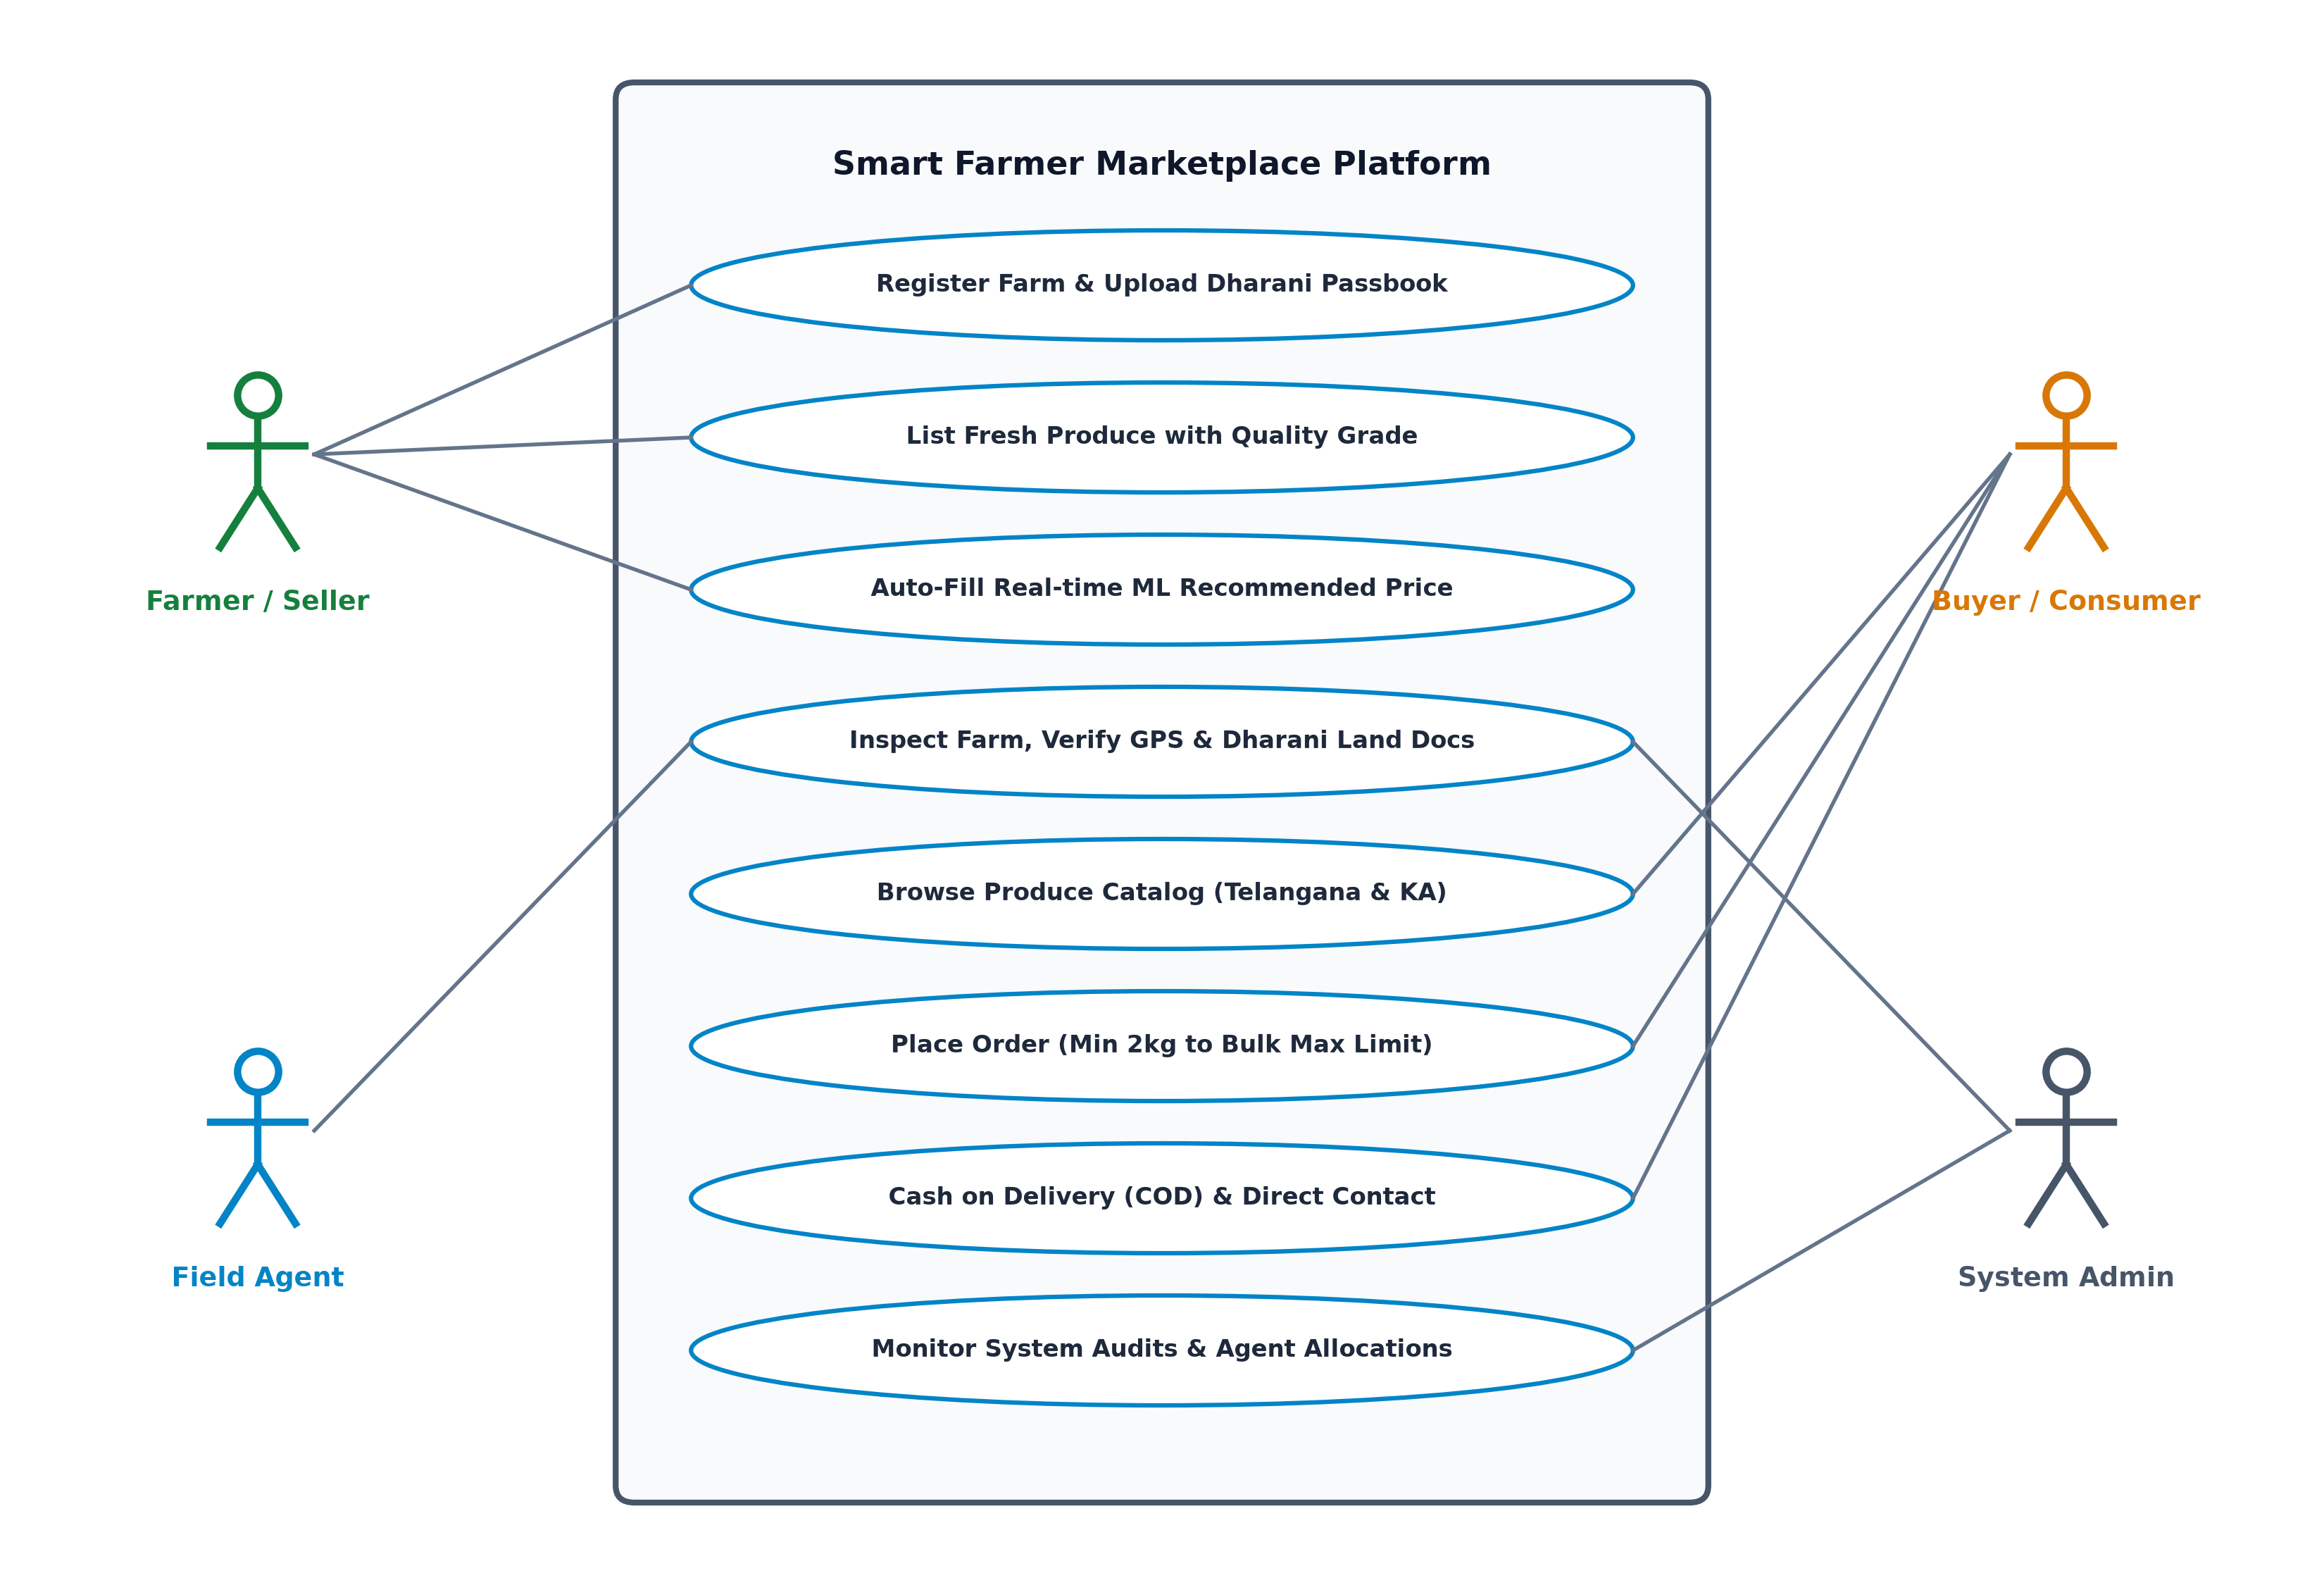 Smart Farmer Marketplace Platform
Register Farm & Upload Dharani Passbook
List Fresh Produce with Quality Grade
Auto-Fill Real-time ML Recommended Price
Farmer / Seller
Buyer / Consumer
Inspect Farm, Verify GPS & Dharani Land Docs
Browse Produce Catalog (Telangana & KA)
Place Order (Min 2kg to Bulk Max Limit)
Cash on Delivery (COD) & Direct Contact
Field Agent
System Admin
Monitor System Audits & Agent Allocations